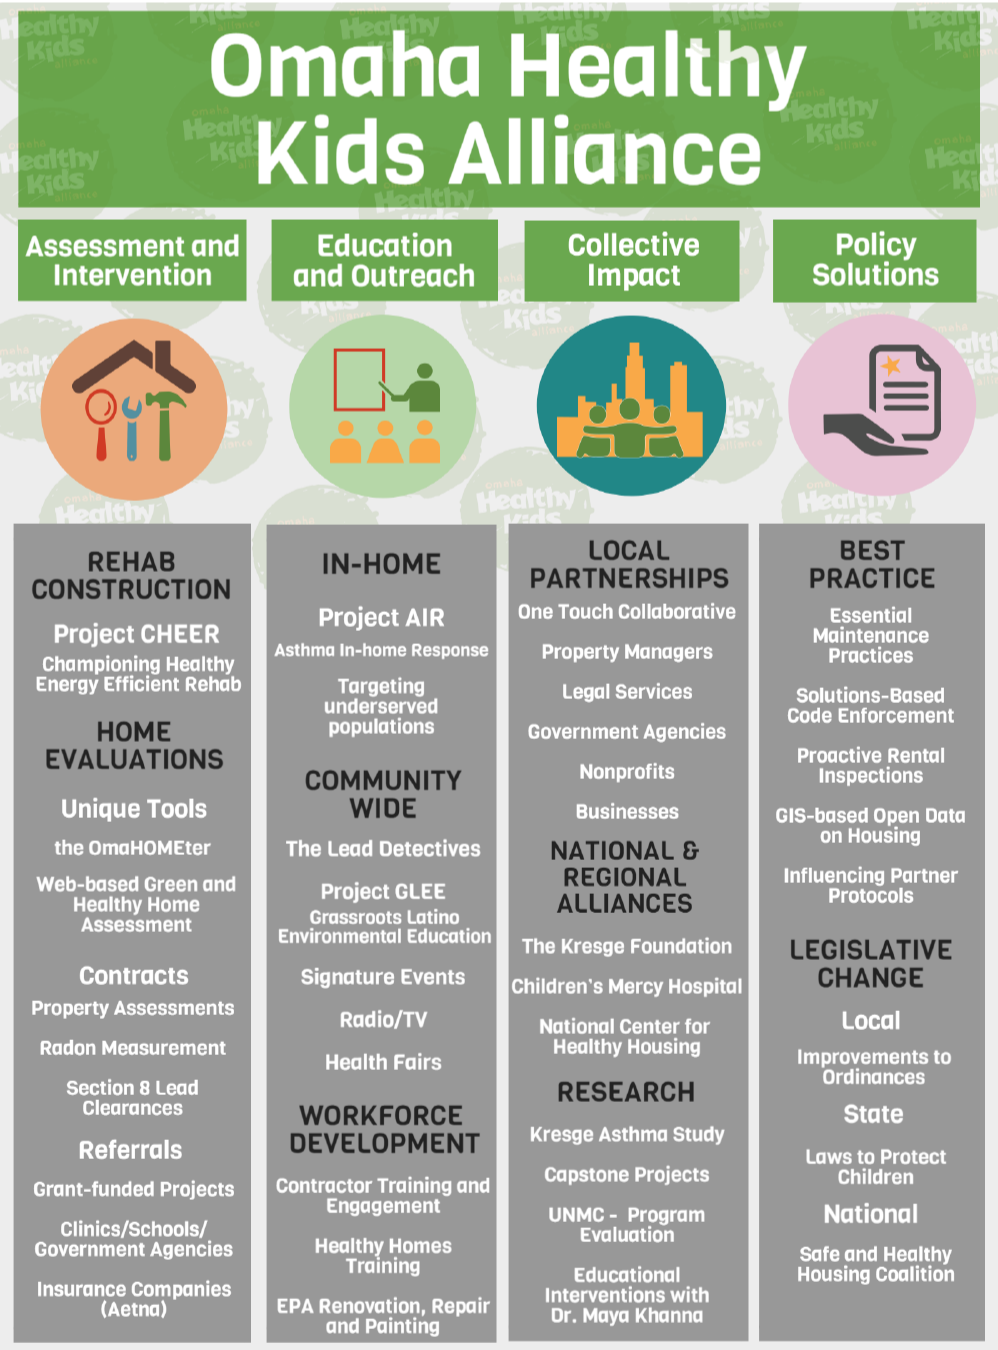 Omaha Healthy
Kids Alliance
Assessment and
Intervention
Education
and Outreach
Collective
Impact
Policy
Solutions
REHAB
CONSTRUCTION
Project CHEER
Championing Healthy
Energy Efficient Rehab
HOME
EVALUATIONS
Unique Tools
the OmaHOMEter
Web-based Green and
Healthy Home
Assessment
Contracts
Property Assessments
Radon Measurement
Section 8 Lead
Clearances
Referrals
Grant-funded Projects
Clinics/Schools/
Government Agencies
Insurance Companies
(Aetna)
IN-HOME
Project AIR
Asthma In-home Response
Targeting
underserved
populations
COMMUNITY
WIDE
The Lead Detectives
Project GLEE
Grassroots Latino
Environmental Education
Signature Events
Radio/TV
Health Fairs
WORKFORCE
DEVELOPMENT
Contractor Training and
Engagement
Healthy Homes
Training
EPA Renovation, Repair
and Painting
LOCAL
PARTNERSHIPS
One Touch Collaborative
Property Managers
Legal Services
Government Agencies
Nonprofits
Businesses
NATIONAL &
REGIONAL
ALLIANCES
The Kresge Foundation
Children's Mercy Hospital
National Center for
Healthy Housing
RESEARCH
Kresge Asthma Study
Capstone Projects
UNMC - Program
Evaluation
Educational
Interventions with
Dr. Maya Khanna
BEST
PRACTICE
Essential
Maintenance
Practices
Solutions-Based
Code Enforcement
Proactive Rental
Inspections
GIS-based Open Data
on Housing
Influencing Partner
Protocols
LEGISLATIVE
CHANGE
Local
Improvements to
Ordinances
State
Laws to Protect
Children
National
Safe and Healthy
Housing Coalition